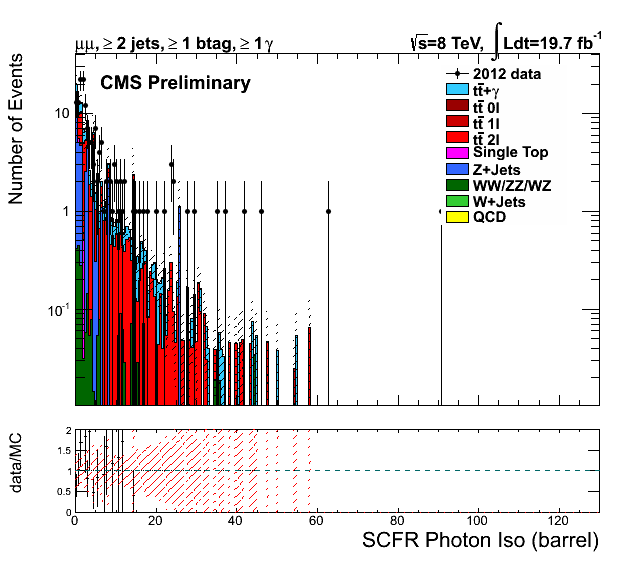 μμ, ≥ 2 jets, ≥ 1 btag, ≥ 1 γ
√s=8 TeV, ∫ Ldt=19.7 fb⁻¹
CMS Preliminary
2012 data
tt̄+γ
tt̄ 0l
tt̄ 1l
tt̄ 2l
Single Top
Z+Jets
WW/ZZ/WZ
W+Jets
QCD
Number of Events
10
1
10⁻¹
data/MC
2
1.5
1
0.5
0
0 20 40 60 80 100 120
SCFR Photon Iso (barrel)